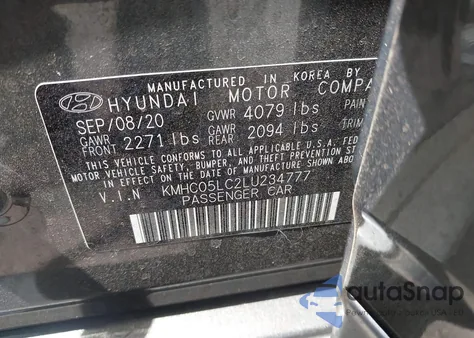 MANUFACTURED IN KOREA BY
HYUNDAI MOTOR COMPA
SEP/08/20 GVWR 4079 lbs PAIN
GAWR FRONT 2271 lbs GAWR 2094 lbs TRIM
THIS VEHICLE CONFORMS TO ALL APPLICABLE U.S.A FED
MOTOR VEHICLE SAFETY, BUMPER, AND THEFT PREVENTION ST
IN EFFECT ON THE DATE OF MANUFACTURE SHOWN ABO
V.I.N KMHC05LC2LU234777
PASSENGER CAR
autoSnap